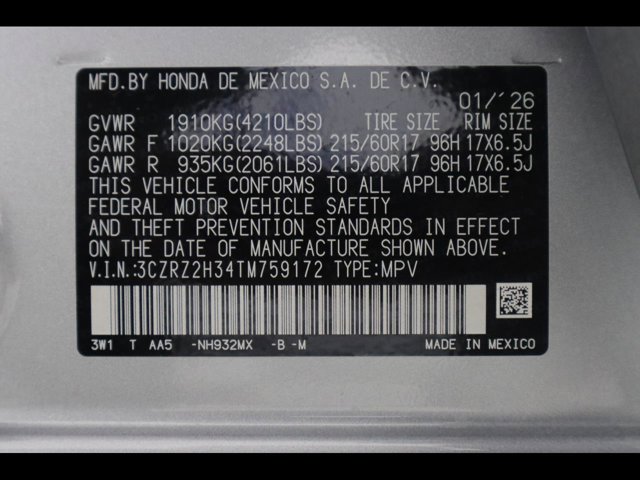 MFD.BY HONDA DE MEXICO S.A. DE C.V.
01/'26
GVWR 1910KG(4210LBS) TIRE SIZE RIM SIZE
GAWR F 1020KG(2248LBS) 215/60R17 96H 17X6.5J
GAWR R 935KG(2061LBS) 215/60R17 96H 17X6.5J
THIS VEHICLE CONFORMS TO ALL APPLICABLE
FEDERAL MOTOR VEHICLE SAFETY
AND THEFT PREVENTION STANDARDS IN EFFECT
ON THE DATE OF MANUFACTURE SHOWN ABOVE.
V.I.N.:3CZRZ2H34TM759172 TYPE:MPV
3W1 T AA5 -NH932MX -B -M MADE IN MEXICO